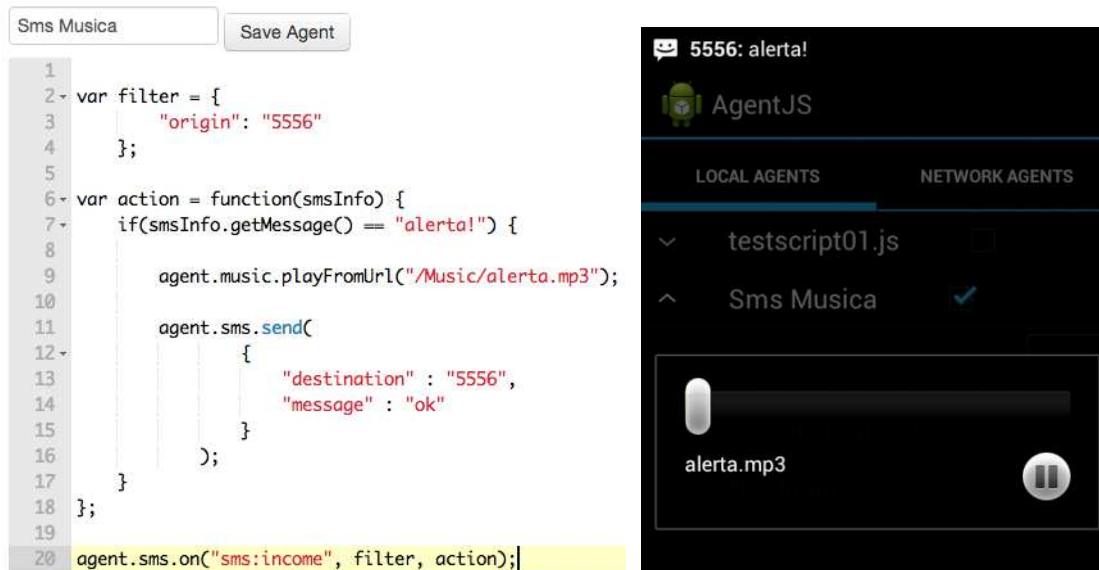 Sms Musica
Save Agent
1
2 var filter = {
3 "origin": "5556"
4 };
5
6 var action = function(smsInfo) {
7 if(smsInfo.getMessage() == "alerta!") {
8
9 agent.music.playFromUrl("/Music/alerta.mp3");
10
11 agent.sms.send(
12 {
13 "destination" : "5556",
14 "message" : "ok"
15 }
16 );
17 }
18 };
19
20 agent.sms.on("sms:income", filter, action);
5556: alerta!
AgentJS
LOCAL AGENTS
NETWORK AGENTS
testscript01.js
Sms Musica
alerta.mp3